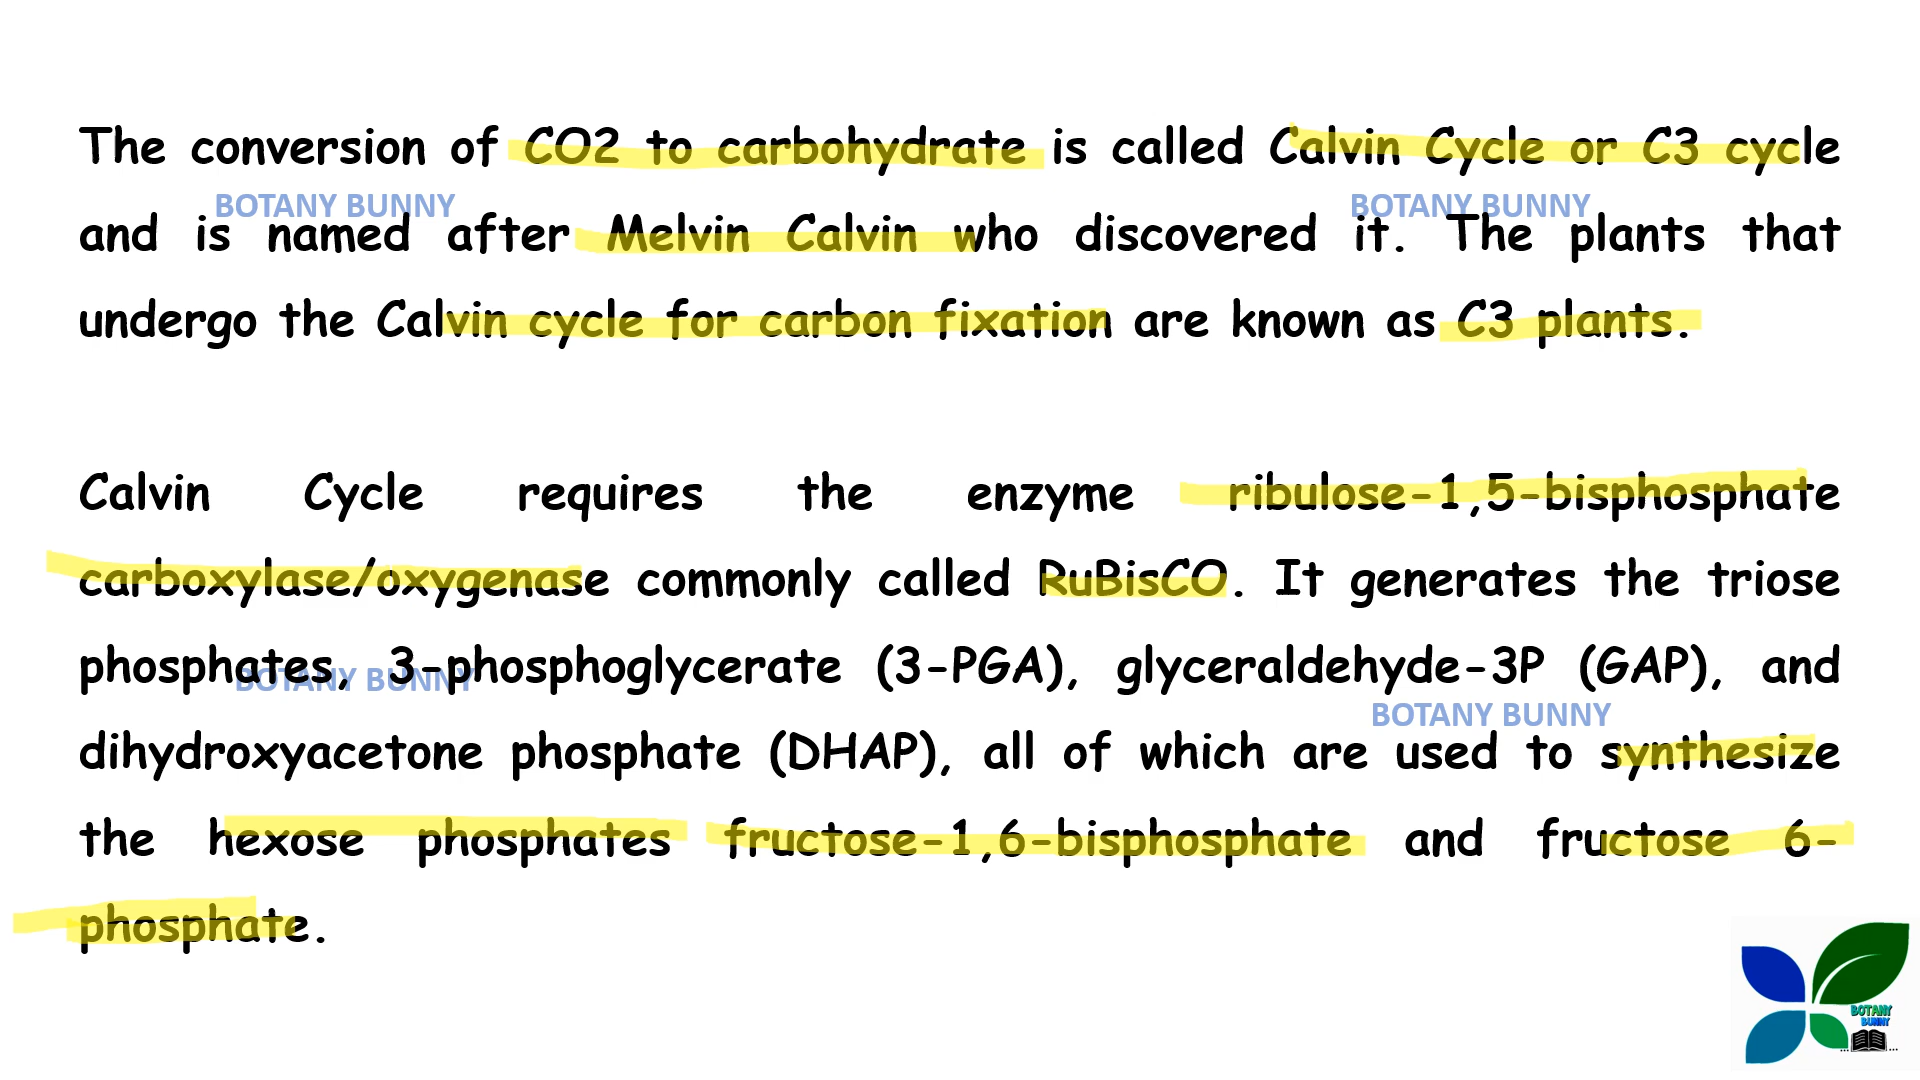 The conversion of CO2 to carbohydrate is called Calvin Cycle or C3 cycle
BOTANY BUNNY BOTANY BUNNY
and is named after Melvin Calvin who discovered it. The plants that
undergo the Calvin cycle for carbon fixation are known as C3 plants.
Calvin Cycle requires the enzyme ribulose-1,5-bisphosphate
carboxylase/oxygenase commonly called RuBisCO. It generates the triose
phosphates, 3-phosphoglycerate (3-PGA), glyceraldehyde-3P (GAP), and
BOTANY BUNNY
BOTANY BUNNY
dihydroxyacetone phosphate (DHAP), all of which are used to synthesize
the hexose phosphates fructose-1,6-bisphosphate and fructose 6-
phosphate.
BOTANY
BUNNY